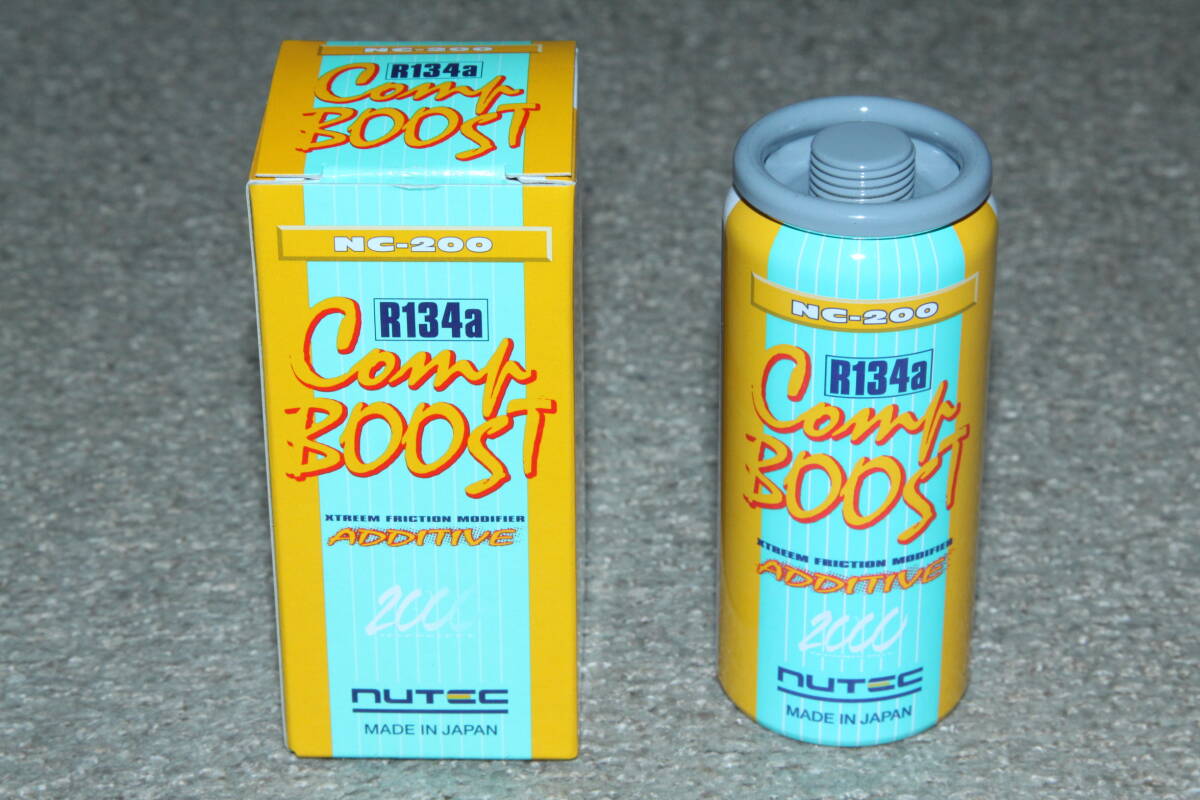 NC-200
R134a
Comp
BOOST
NC-200
R134a
Comp
BOOST
XTREEM FRICTION MODIFIER
ADDITIVE
2000
NUTEC
MADE IN JAPAN
NC-200
R134a
Comp
BOOST
XTREEM FRICTION MODIFIER
ADDITIVE
2000
NUTEC
MADE IN JAPAN